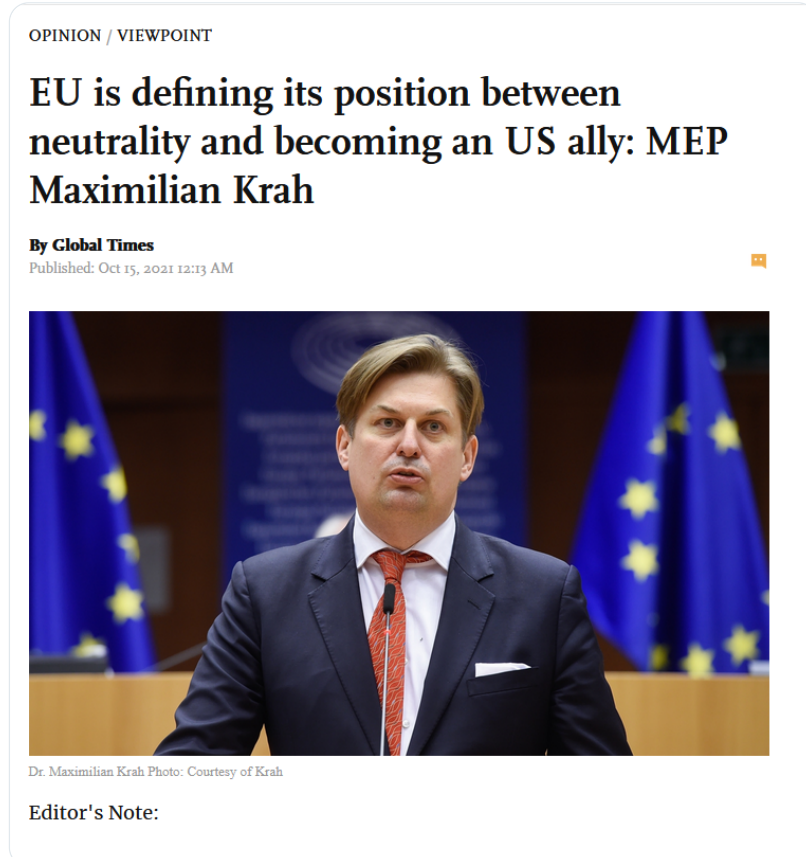 OPINION / VIEWPOINT
EU is defining its position between
neutrality and becoming an US ally: MEP
Maximilian Krah
By Global Times
Published: Oct 15, 2021 12:13 AM
Dr. Maximilian Krah Photo: Courtesy of Krah
Editor's Note: